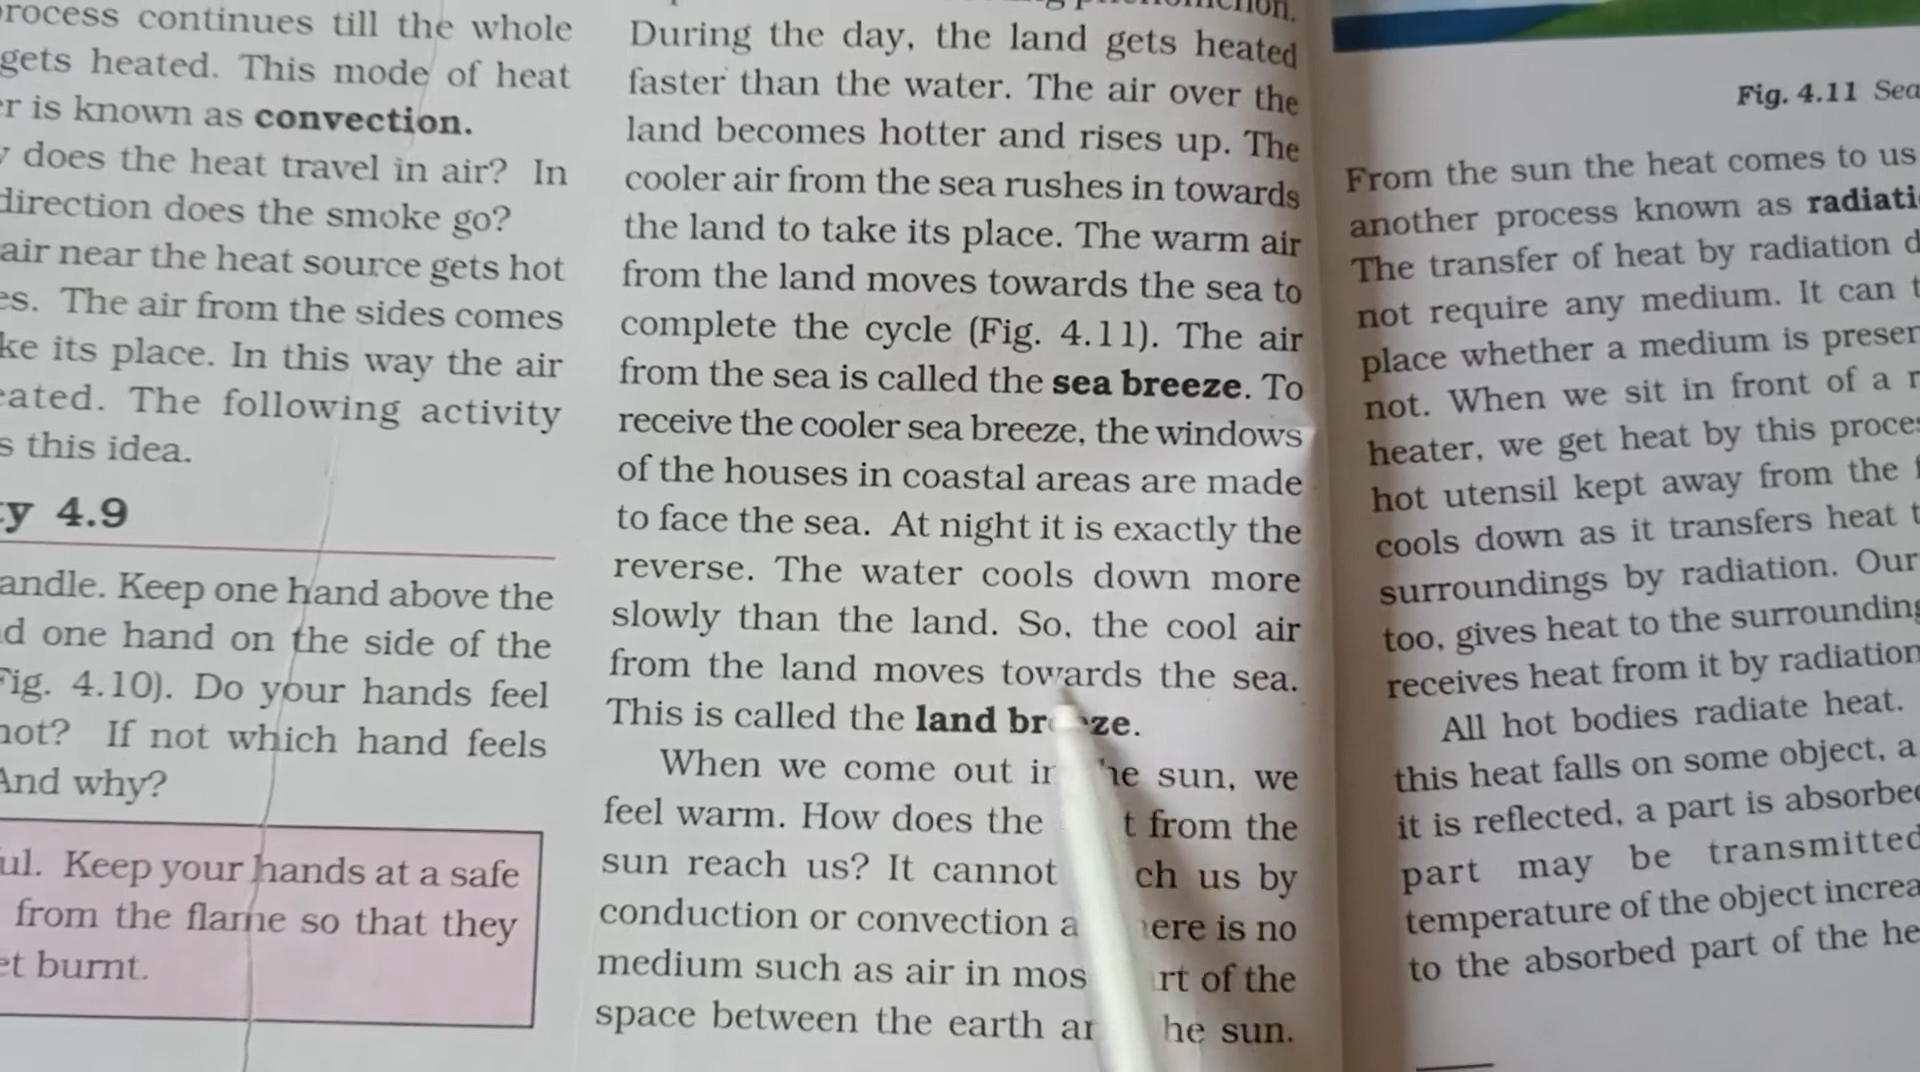 process continues till the whole
gets heated. This mode of heat
er is known as convection.
does the heat travel in air? In
direction does the smoke go?
air near the heat source gets hot
es. The air from the sides comes
ke its place. In this way the air
eated. The following activity
s this idea.
ty 4.9
andle. Keep one hand above the
d one hand on the side of the
Fig. 4.10). Do your hands feel
hot? If not which hand feels
And why?
ul. Keep your hands at a safe
from the flame so that they
et burnt.
During the day, the land gets heated
faster than the water. The air over the
land becomes hotter and rises up. The
cooler air from the sea rushes in towards
the land to take its place. The warm air
from the land moves towards the sea to
complete the cycle (Fig. 4.11). The air
from the sea is called the sea breeze. To
receive the cooler sea breeze, the windows
of the houses in coastal areas are made
to face the sea. At night it is exactly the
reverse. The water cools down more
slowly than the land. So, the cool air
from the land moves towards the sea.
This is called the land br ze.
When we come out in he sun, we
feel warm. How does the t from the
sun reach us? It cannot ch us by
conduction or convection a here is no
medium such as air in mos rt of the
space between the earth an he sun.
Fig. 4.11 Sea
From the sun the heat comes to us
another process known as radiati
The transfer of heat by radiation d
not require any medium. It can t
place whether a medium is presen
not. When we sit in front of a r
heater, we get heat by this proces
hot utensil kept away from the f
cools down as it transfers heat t
surroundings by radiation. Our
too, gives heat to the surrounding
receives heat from it by radiation
All hot bodies radiate heat.
this heat falls on some object, a
it is reflected, a part is absorbed
part may be transmitted
temperature of the object increa
to the absorbed part of the he